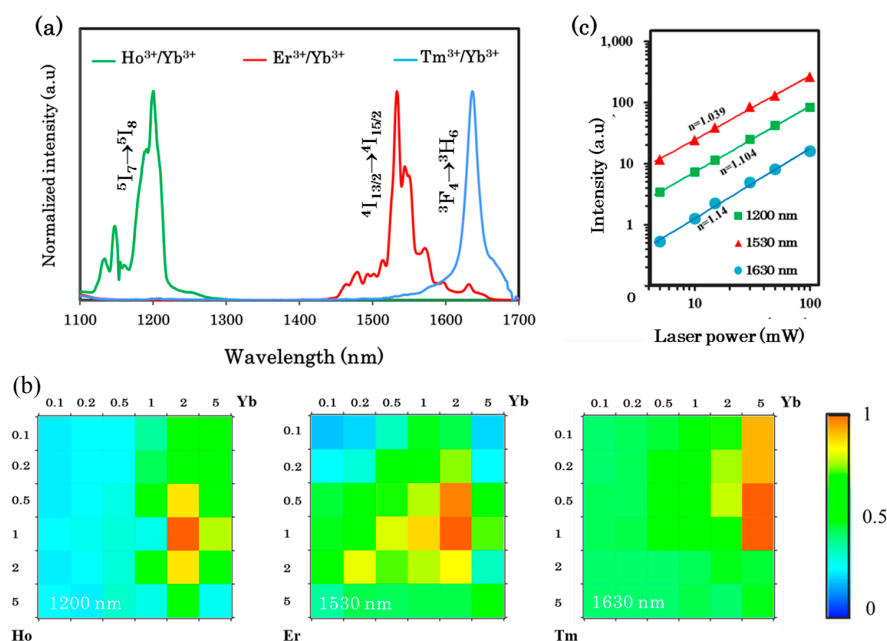 (a)
Normalized intensity (a.u)
Ho³⁺/Yb³⁺ Er³⁺/Yb³⁺ Tm³⁺/Yb³⁺
⁵I₇→⁵I₈
⁴I₁₃/₂→⁴I₁₅/₂
³F₄→³H₆
1100 1200 1300 1400 1500 1600 1700
Wavelength (nm)
(c)
Intensity (a.u)
1,000
100
10
1
0
n=1.039
n=1.104
n=1.14
1200 nm
1530 nm
1630 nm
10 100
Laser power (mW)
(b)
0.1 0.2 0.5 1 2 5 Yb
0.1
0.2
0.5
1
2
5
1200 nm
Ho
0.1 0.2 0.5 1 2 5 Yb
0.1
0.2
0.5
1
2
5
1530 nm
Er
0.1 0.2 0.5 1 2 5 Yb
0.1
0.2
0.5
1
2
5
1630 nm
Tm
1
0.5
0